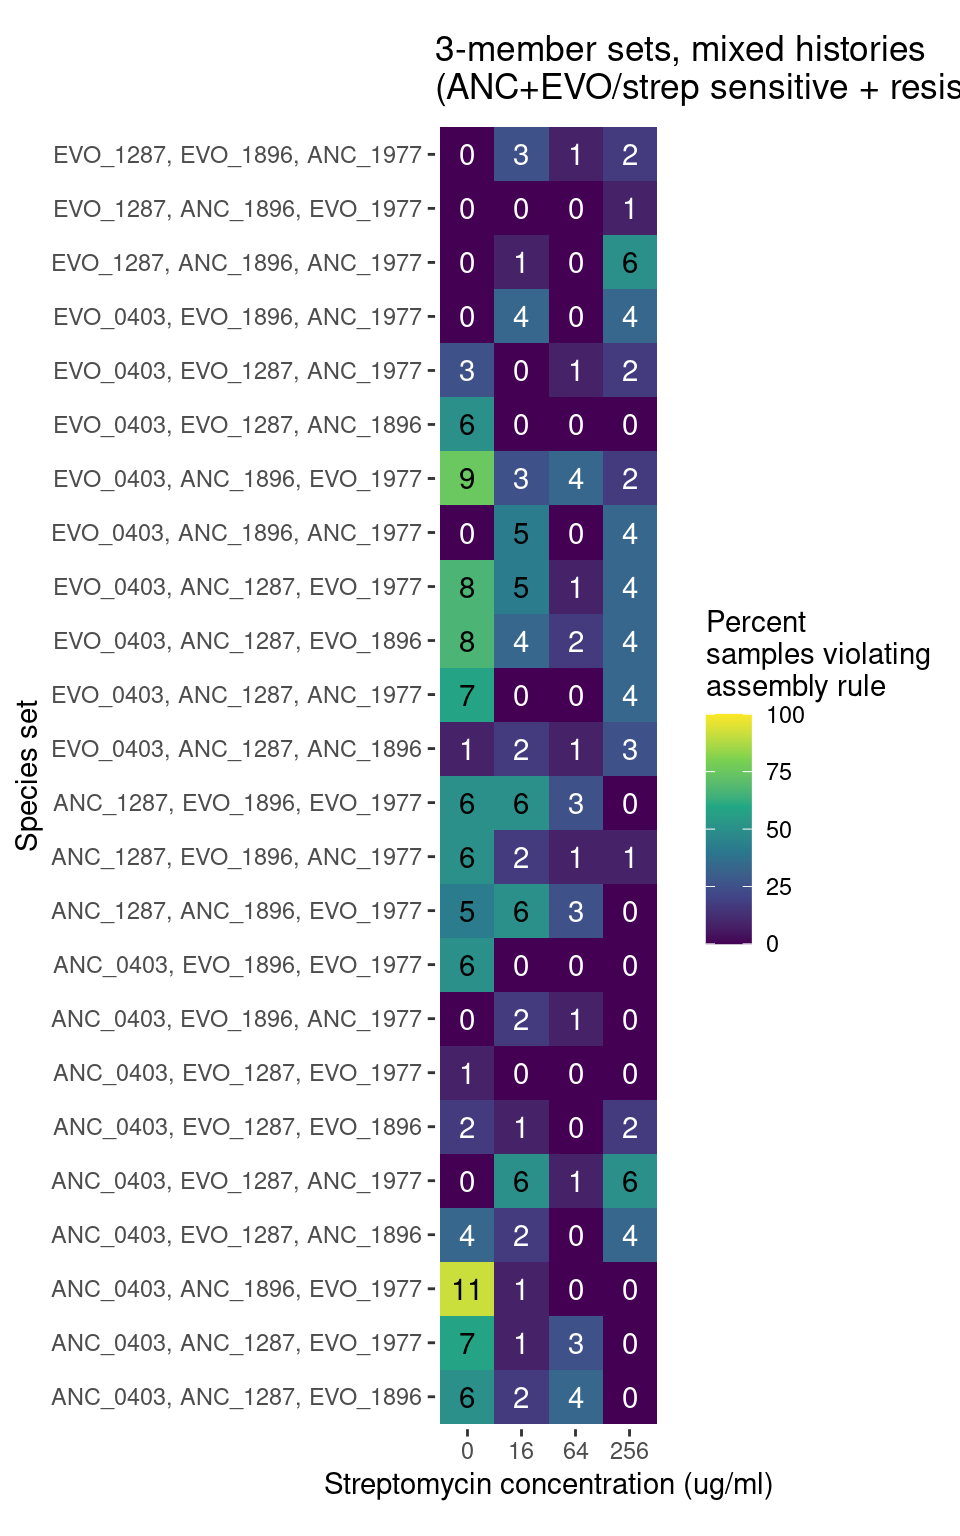 3-member sets, mixed histories
(ANC+EVO/strep sensitive + resis
EVO_1287, EVO_1896, ANC_1977 0 3 1 2
EVO_1287, ANC_1896, EVO_1977 0 0 0 1
EVO_1287, ANC_1896, ANC_1977 0 1 0 6
EVO_0403, EVO_1896, ANC_1977 0 4 0 4
EVO_0403, EVO_1287, ANC_1977 3 0 1 2
EVO_0403, EVO_1287, ANC_1896 6 0 0 0
EVO_0403, ANC_1896, EVO_1977 9 3 4 2
EVO_0403, ANC_1896, ANC_1977 0 5 0 4
EVO_0403, ANC_1287, EVO_1977 8 5 1 4
EVO_0403, ANC_1287, EVO_1896 8 4 2 4
EVO_0403, ANC_1287, ANC_1977 7 0 0 4
EVO_0403, ANC_1287, ANC_1896 1 2 1 3
ANC_1287, EVO_1896, EVO_1977 6 6 3 0
ANC_1287, EVO_1896, ANC_1977 6 2 1 1
ANC_1287, ANC_1896, EVO_1977 5 6 3 0
ANC_0403, EVO_1896, EVO_1977 6 0 0 0
ANC_0403, EVO_1896, ANC_1977 0 2 1 0
ANC_0403, EVO_1287, EVO_1977 1 0 0 0
ANC_0403, EVO_1287, EVO_1896 2 1 0 2
ANC_0403, EVO_1287, ANC_1977 0 6 1 6
ANC_0403, EVO_1287, ANC_1896 4 2 0 4
ANC_0403, ANC_1896, EVO_1977 11 1 0 0
ANC_0403, ANC_1287, EVO_1977 7 1 3 0
ANC_0403, ANC_1287, EVO_1896 6 2 4 0
0 16 64 256
Streptomycin concentration (ug/ml)
Species set
Percent
samples violating
assembly rule
100
75
50
25
0